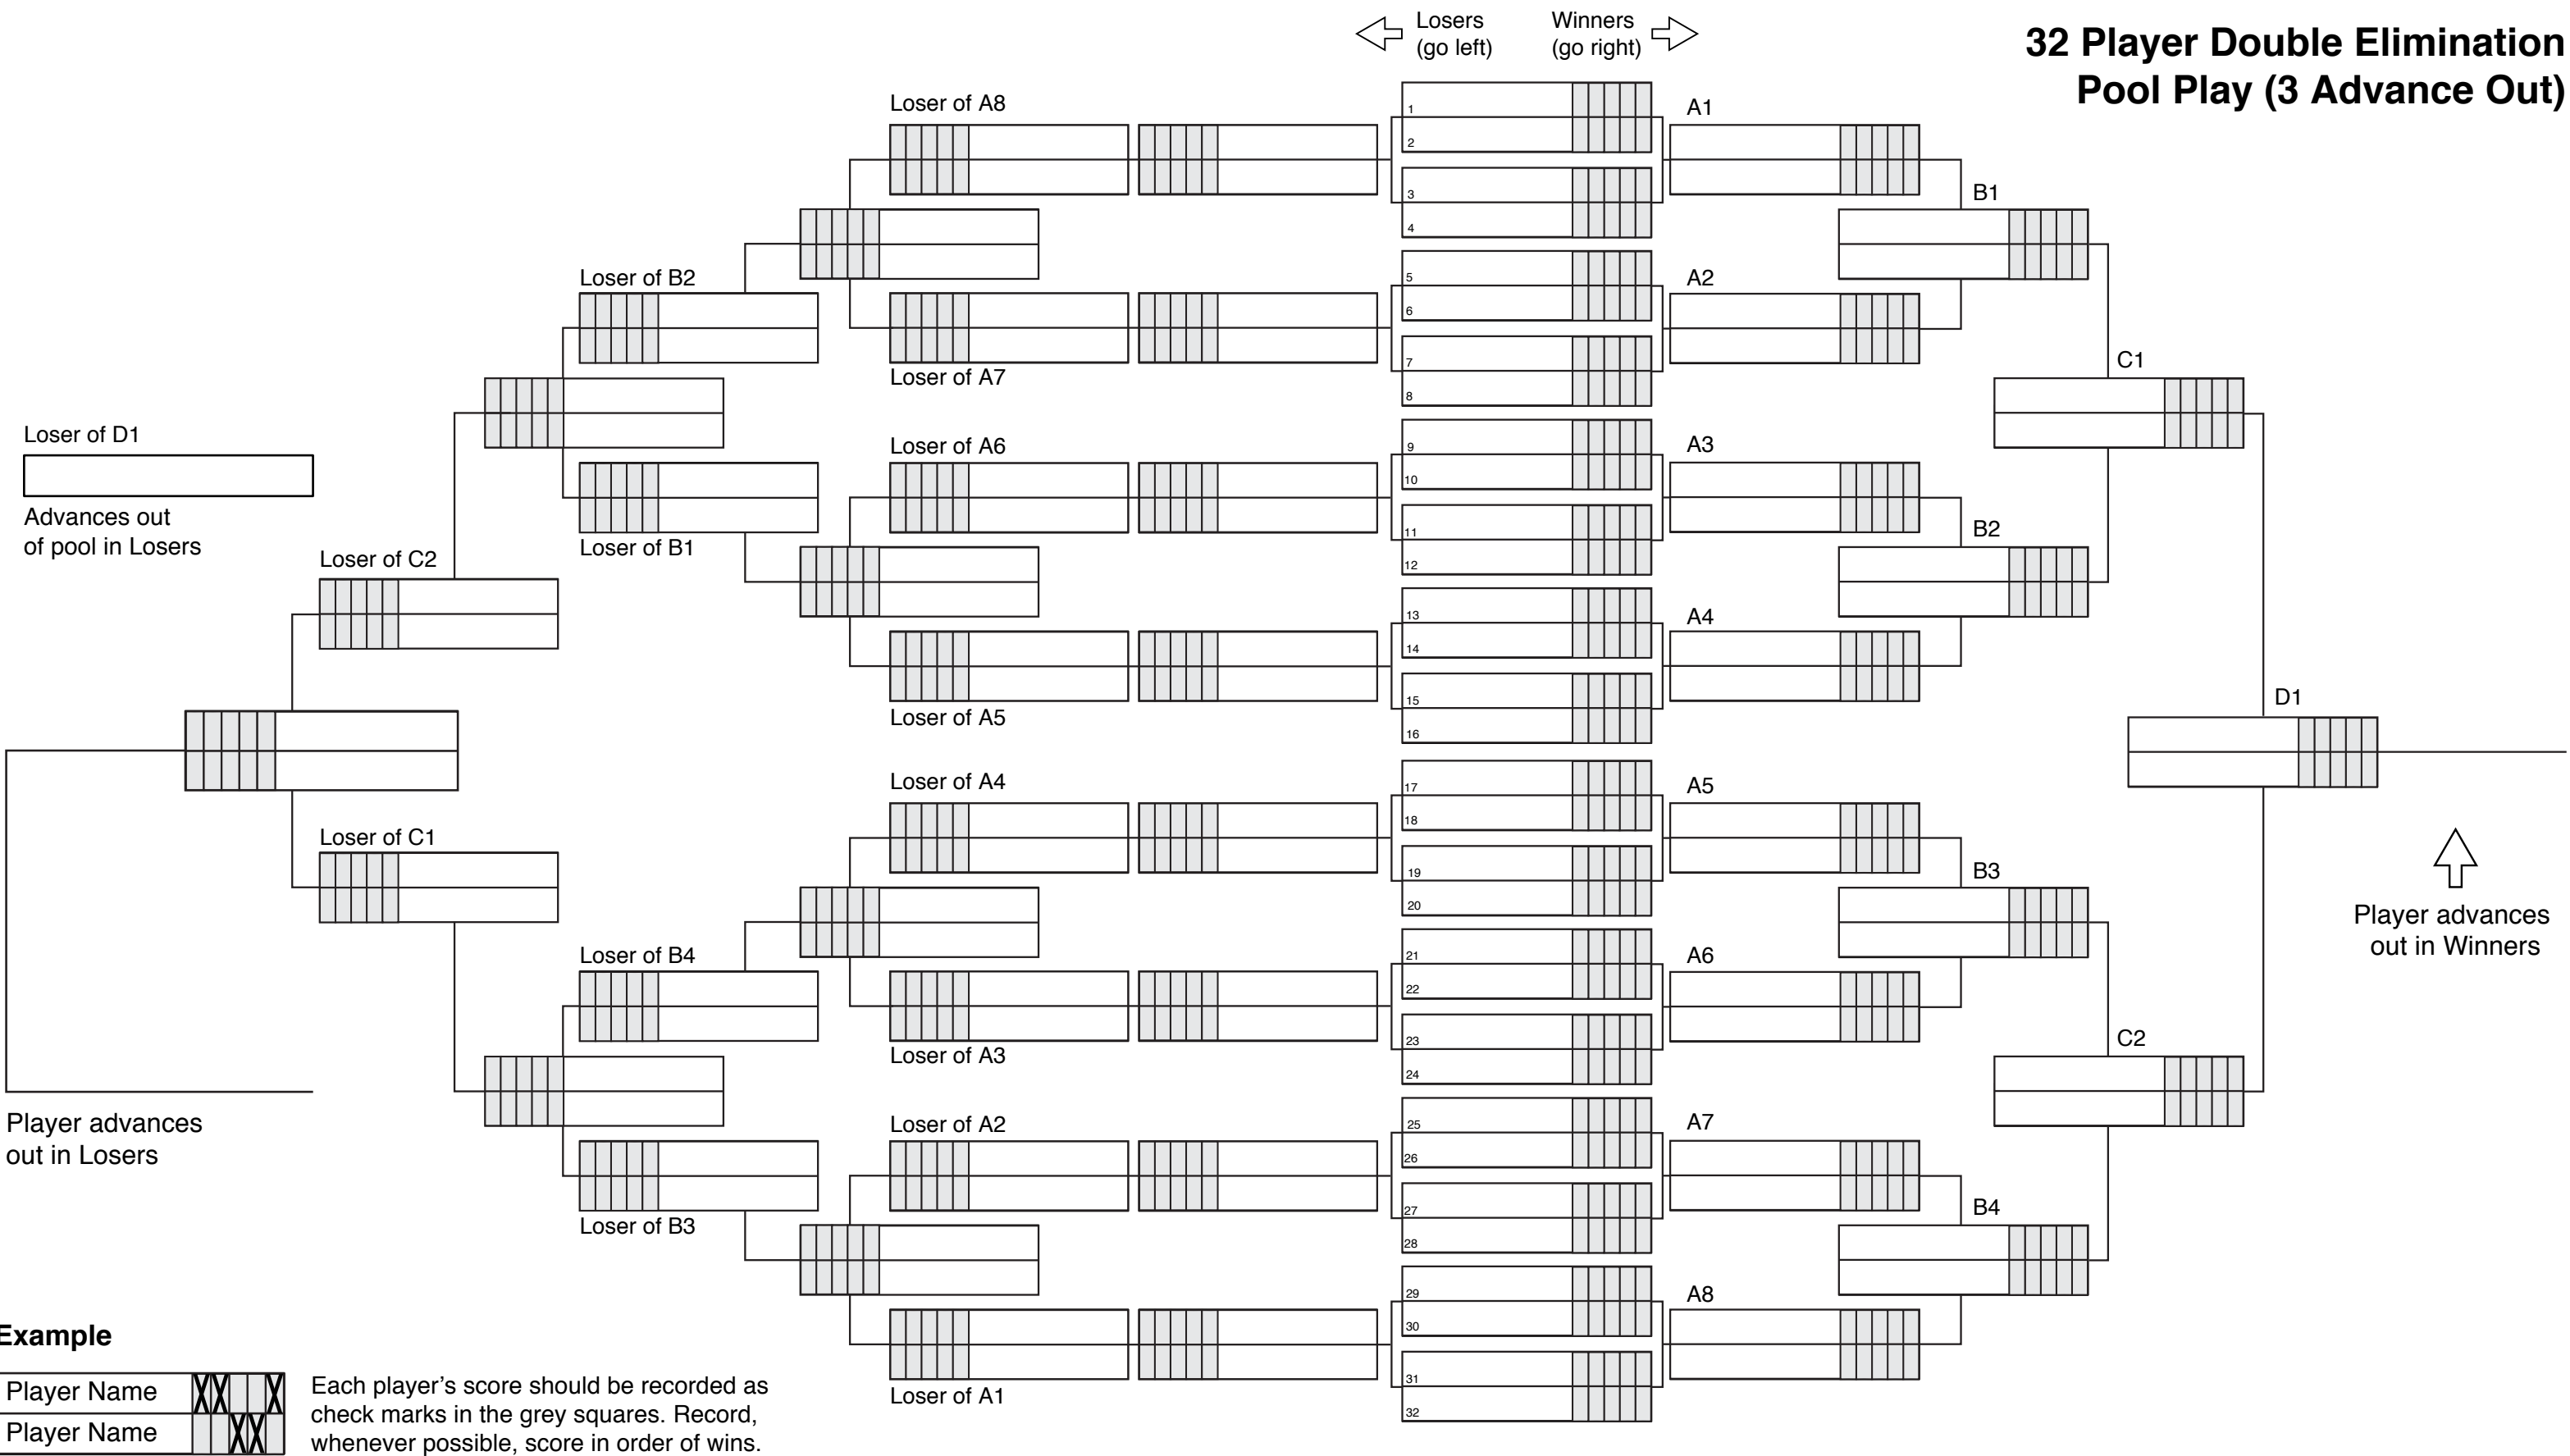 32 Player Double Elimination
Pool Play (3 Advance Out)
Losers
(go left)
Winners
(go right)
Loser of A8
Loser of A7
Loser of A6
Loser of A5
Loser of A4
Loser of A3
Loser of A2
Loser of A1
Loser of B2
Loser of B1
Loser of B4
Loser of B3
Loser of C2
Loser of C1
Loser of D1
Advances out
of pool in Losers
Player advances
out in Losers
1
2
3
4
5
6
7
8
9
10
11
12
13
14
15
16
17
18
19
20
21
22
23
24
25
26
27
28
29
30
31
32
A1
A2
A3
A4
A5
A6
A7
A8
B1
B2
B3
B4
C1
C2
D1
Player advances
out in Winners
Example
Player Name XX X
Player Name XX
Each player’s score should be recorded as
check marks in the grey squares. Record,
whenever possible, score in order of wins.